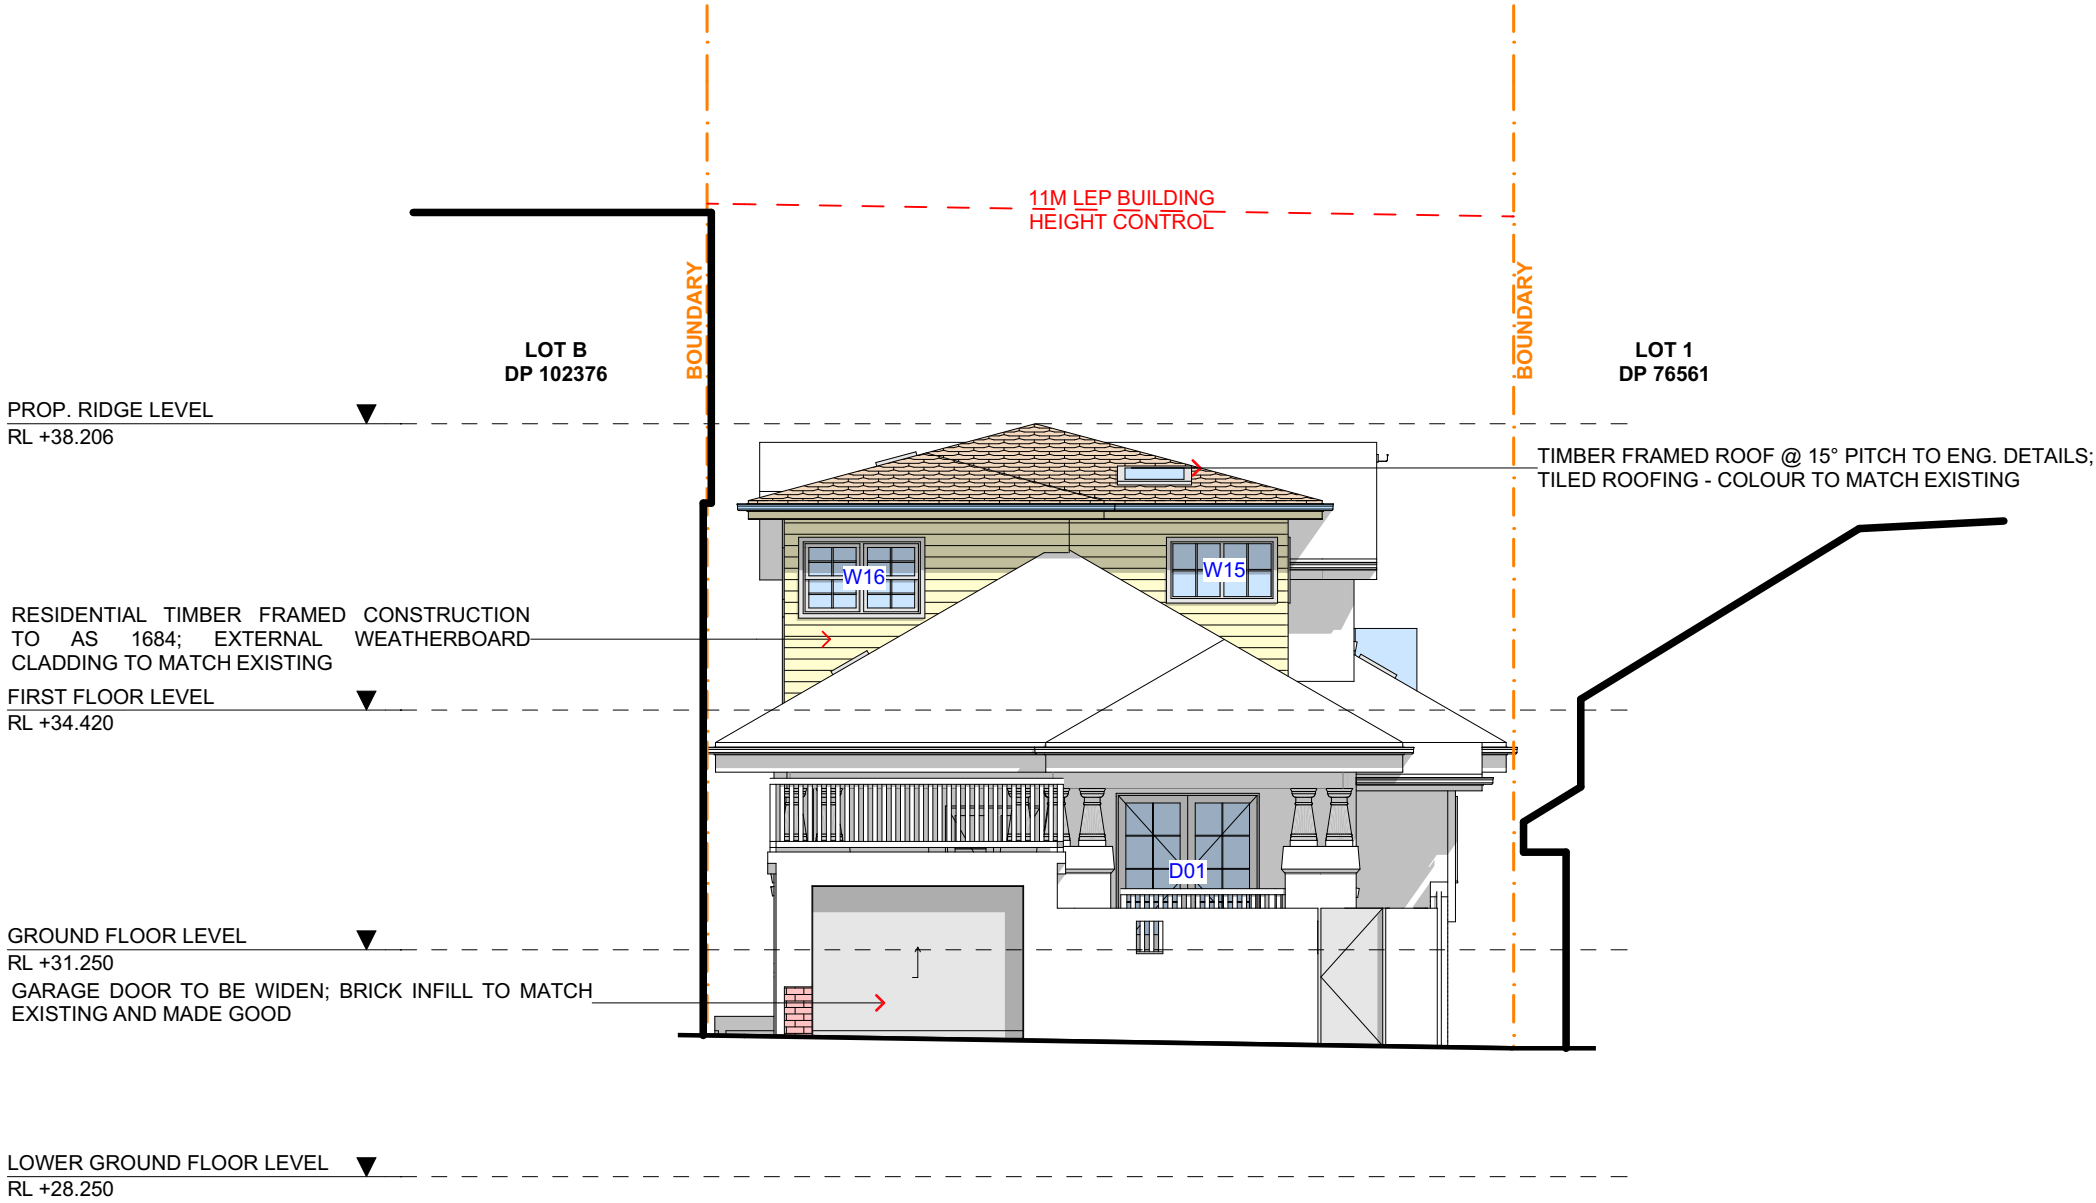 11M LEP BUILDING
HEIGHT CONTROL
BOUNDARY
BOUNDARY
LOT B
DP 102376
LOT 1
DP 76561
PROP. RIDGE LEVEL
RL +38.206
TIMBER FRAMED ROOF @ 15° PITCH TO ENG. DETAILS;
TILED ROOFING - COLOUR TO MATCH EXISTING
W16
W15
RESIDENTIAL TIMBER FRAMED CONSTRUCTION
TO AS 1684; EXTERNAL WEATHERBOARD
CLADDING TO MATCH EXISTING
FIRST FLOOR LEVEL
RL +34.420
D01
GROUND FLOOR LEVEL
RL +31.250
GARAGE DOOR TO BE WIDEN; BRICK INFILL TO MATCH
EXISTING AND MADE GOOD
LOWER GROUND FLOOR LEVEL
RL +28.250